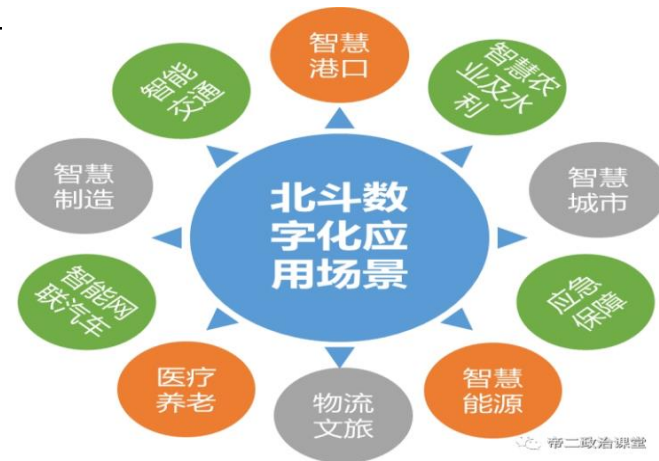 智慧
港口
智慧农
业及水
利
智慧
城市
应急
保障
智慧
能源
物流
文旅
医疗
养老
智能网
联汽车
智慧
制造
智能
交通
北斗数
字化应
用场景
帝二政治课堂